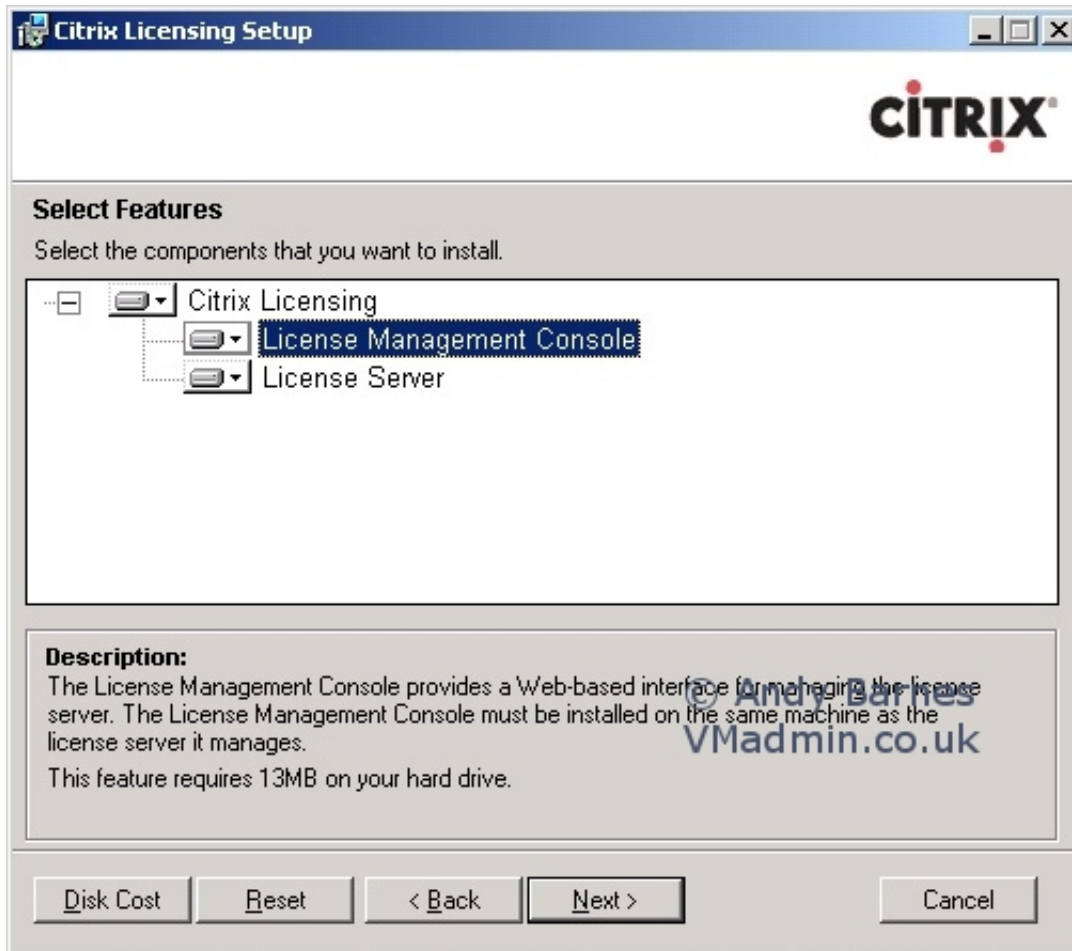 Citrix Licensing Setup
CITRIX
Select Features
Select the components that you want to install.
Citrix Licensing
License Management Console
License Server
Description:
The License Management Console provides a Web-based interface for managing the license
server. The License Management Console must be installed on the same machine as the
license server it manages.
This feature requires 13MB on your hard drive.
© Andy Barnes
VMadmin.co.uk
Disk Cost Reset < Back Next > Cancel